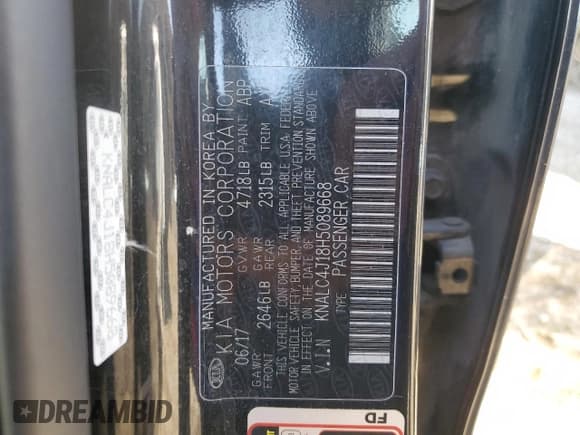 MANUFACTURED IN KOREA BY
KIA MOTORS CORPORATION
06/17 GVWR 4718LB PAINT ABP
GAWR FRONT 2646LB GAWR REAR 2315LB TRIM
THIS VEHICLE CONFORMS TO ALL APPLICABLE U.S.A. FEDERAL
MOTOR VEHICLE SAFETY, BUMPER, AND THEFT PREVENTION STANDARDS
IN EFFECT ON THE DATE OF MANUFACTURE SHOWN ABOVE
V.I.N KNALC4J18H5089668
TYPE PASSENGER CAR
KIA
KNALC4J18H5089668
FD
DREAMBID